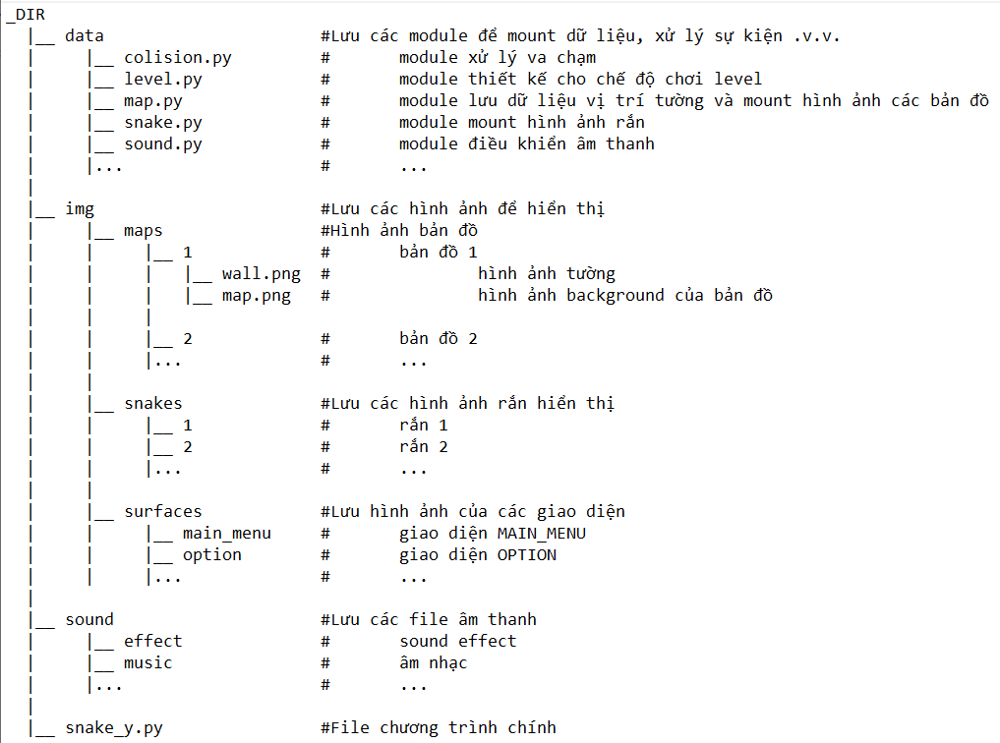 _DIR
  |__ data                      #Lưu các module để mount dữ liệu, xử lý sự kiện .v.v.
  |     |__ colision.py         #       module xử lý va chạm
  |     |__ level.py            #       module thiết kế cho chế độ chơi level
  |     |__ map.py              #       module lưu dữ liệu vị trí tường và mount hình ảnh các bản đồ
  |     |__ snake.py            #       module mount hình ảnh rắn
  |     |__ sound.py            #       module điều khiển âm thanh
  |     |...                    #       ...
  |
  |__ img                       #Lưu các hình ảnh để hiển thị
  |     |__ maps                #Hình ảnh bản đồ
  |     |     |__ 1             #       bản đồ 1
  |     |     |   |__ wall.png  #               hình ảnh tường
  |     |     |   |__ map.png   #               hình ảnh background của bản đồ
  |     |     |
  |     |     |__ 2             #       bản đồ 2
  |     |     |...              #       ...
  |     |
  |     |__ snakes              #Lưu các hình ảnh rắn hiển thị
  |     |     |__ 1             #       rắn 1
  |     |     |__ 2             #       rắn 2
  |     |     |...              #       ...
  |     |
  |     |__ surfaces            #Lưu hình ảnh của các giao diện
  |     |     |__ main_menu     #       giao diện MAIN_MENU
  |     |     |__ option        #       giao diện OPTION
  |     |     |...              #       ...
  |
  |__ sound                     #Lưu các file âm thanh
  |     |__ effect              #       sound effect
  |     |__ music               #       âm nhạc
  |     |...                    #       ...
  |
  |__ snake_y.py                #File chương trình chính